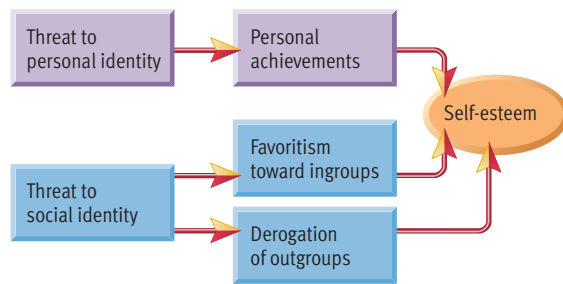 Threat to
personal identity
Personal
achievements
Self-esteem
Threat to
social identity
Favoritism
toward ingroups
Derogation
of outgroups